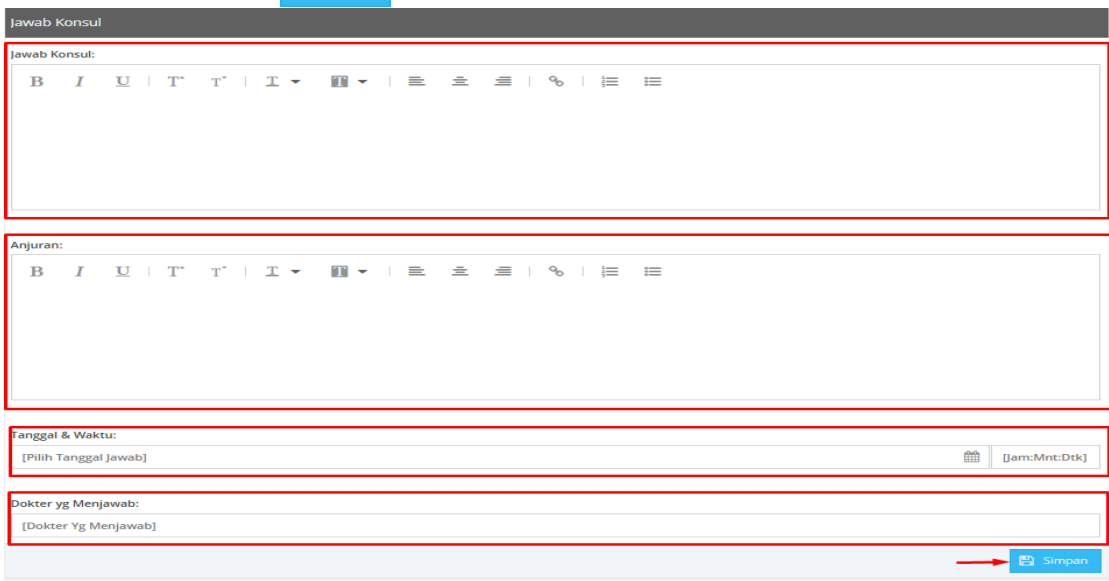 Jawab Konsul
Jawab Konsul:
B I U T˄ T˅ T T
Anjuran:
B I U T˄ T˅ T T
Tanggal & Waktu:
[Pilih Tanggal Jawab] [Jam:Mnt:Dtk]
Dokter yg Menjawab:
[Dokter Yg Menjawab]
Simpan